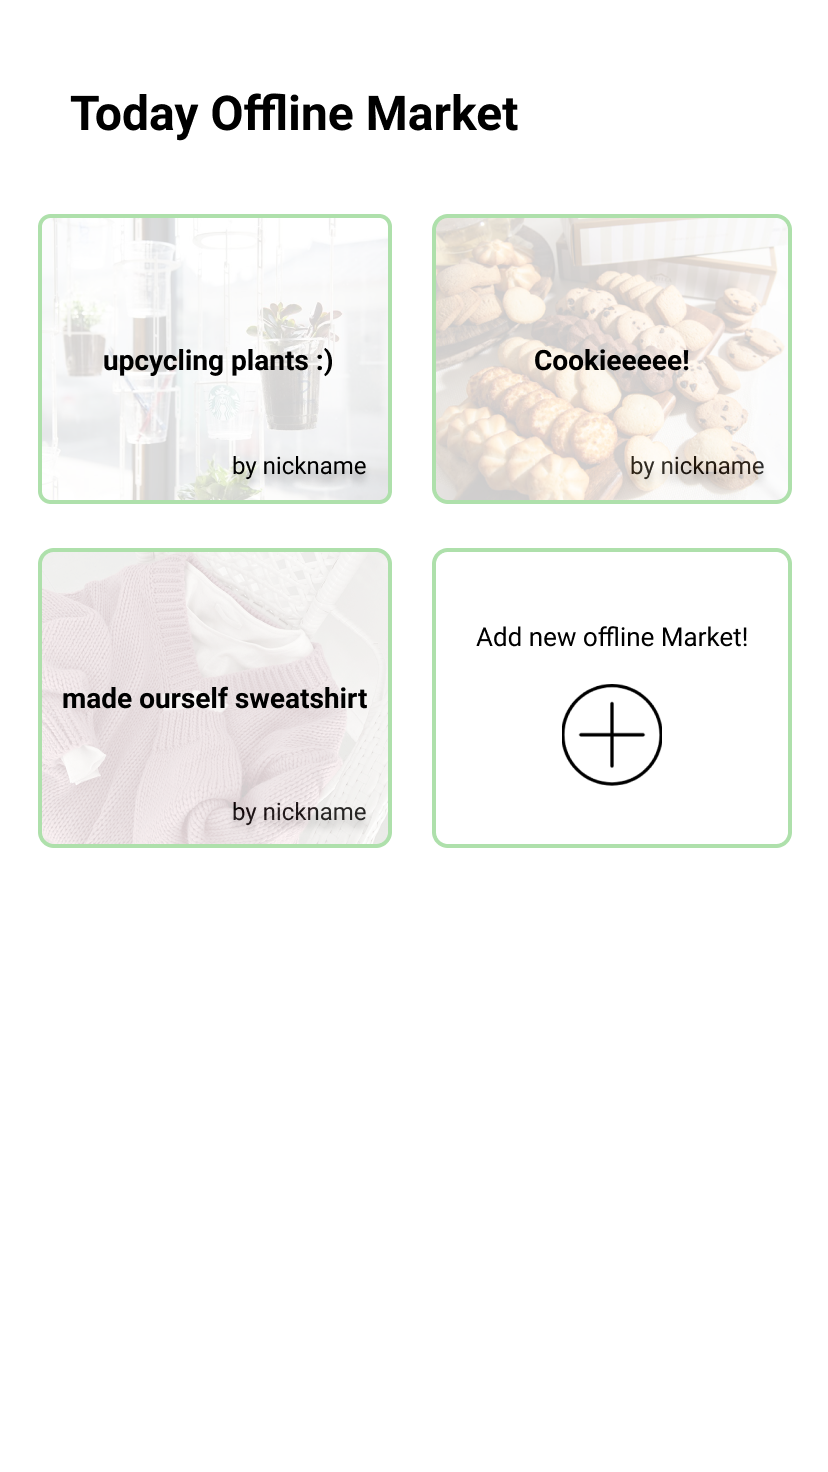 Today Offline Market
upcycling plants :)
by nickname
Cookieeeee!
by nickname
made ourself sweatshirt
by nickname
Add new offline Market!